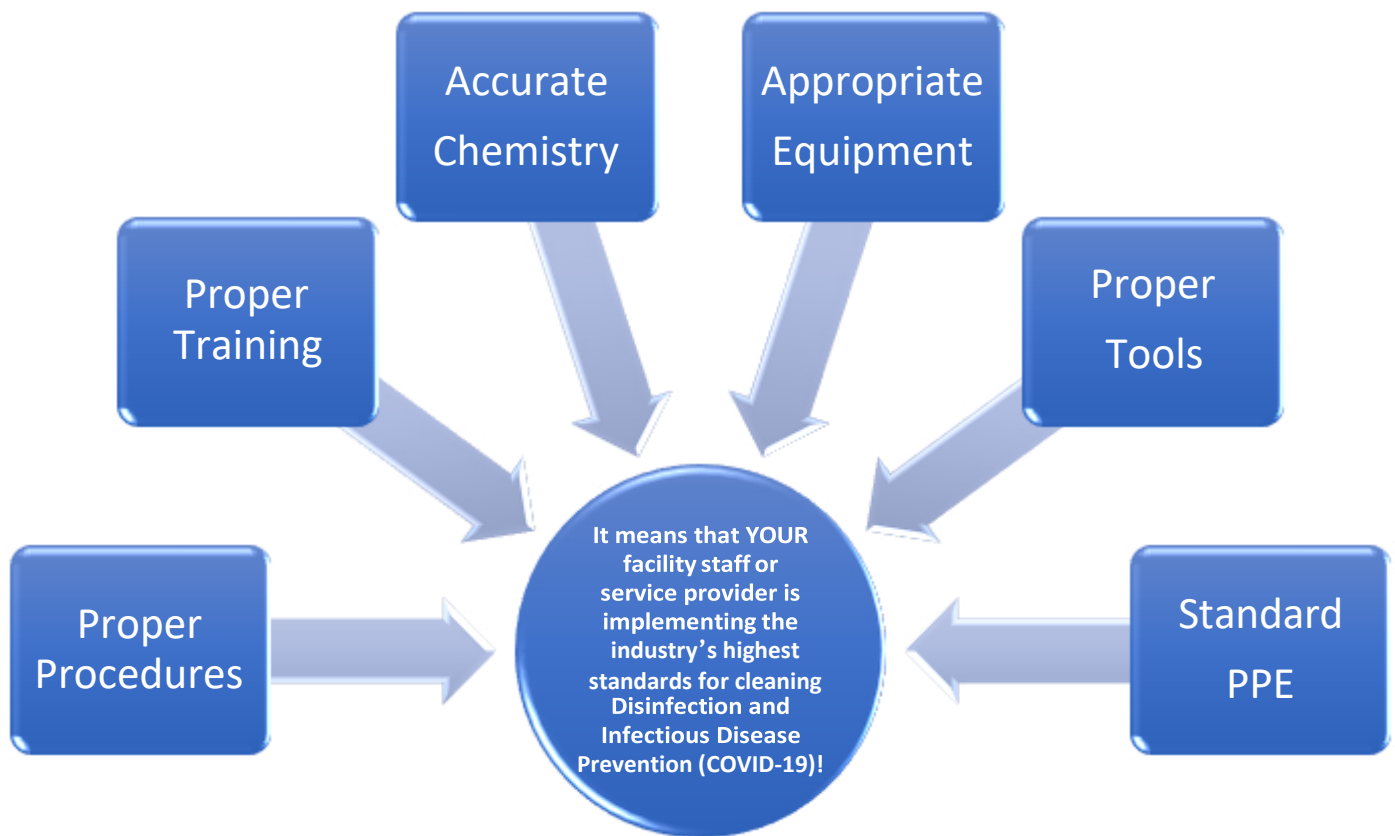 Accurate
Chemistry
Appropriate
Equipment
Proper
Training
Proper
Tools
Proper
Procedures
It means that YOUR
facility staff or
service provider is
implementing the
industry’s highest
standards for cleaning
Disinfection and
Infectious Disease
Prevention (COVID-19)!
Standard
PPE